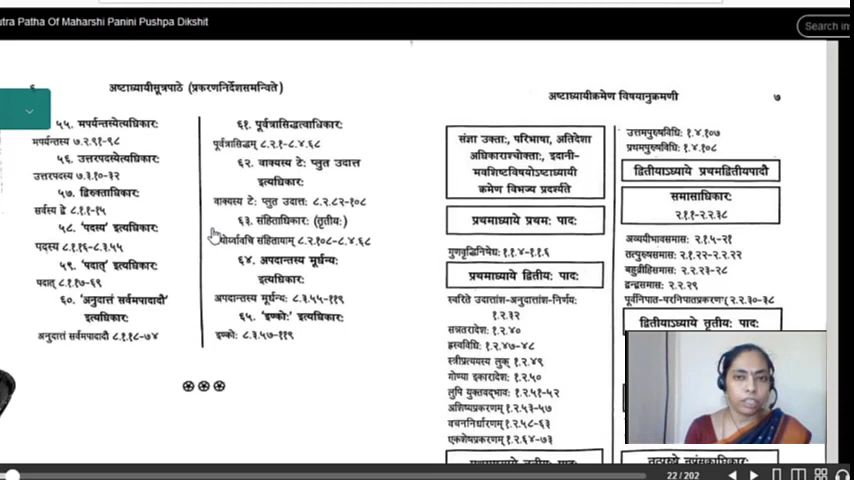 utra Patha Of Maharshi Panini Pushpa Dikshit
Search in
६
अष्टाध्यायीसूत्रपाठे (प्रकरणनिर्देशसमन्विते)
५५. मपर्यन्तस्येत्यधिकारः
मपर्यन्तस्य ७.२.९१-९८
५६. उत्तरपदस्येत्यधिकारः
उत्तरपदस्य ७.३.१०-३२
५७. द्विरुक्ताधिकारः
सर्वस्य द्वे ८.१.१-१५
५८. 'पदस्य' इत्यधिकारः
पदस्य ८.१.१६-८.३.५५
५९. 'पदात्' इत्यधिकारः
पदात् ८.१.१७-६९
६०. 'अनुदात्तं सर्वमपादादौ'
इत्यधिकारः
अनुदात्तं सर्वमपादादौ ८.१.१८-७४
६१. पूर्वत्रासिद्धत्वाधिकारः
पूर्वत्रासिद्धम् ८.२.१-८.४.६८
६२. वाक्यस्य टेः प्लुत उदात्त
इत्यधिकारः
वाक्यस्य टेः प्लुत उदात्तः ८.२.८२-१०८
६३. संहिताधिकारः (तृतीयः)
योर्य्वावचि संहितायाम् ८.२.१०८-८.४.६८
६४. अपदान्तस्य मूर्धन्यः
इत्यधिकारः
अपदान्तस्य मूर्धन्यः ८.३.५५-११९
६५. 'इण्कोः' इत्यधिकारः
इण्कोः ८.३.५७-११९
अष्टाध्यायीक्रमेण विषयानुक्रमणी
७
संज्ञा उक्ताः, परिभाषा, अतिदेशा
अधिकाराश्चोक्ताः, इदानी-
मवशिष्टविषयोऽष्टाध्यायी
क्रमेण विभज्य प्रदर्श्यते
प्रथमाध्याये प्रथमः पादः
गुणवृद्धिनिषेधः १.१.४-१.१.६
प्रथमाध्याये द्वितीयः पादः
स्वरिते उदात्तांश-अनुदात्तांश-निर्णयः
१.२.३२
सन्नतरादेशः १.२.४०
ह्रस्वविधिः १.२.४७-४८
स्त्रीप्रत्ययस्य लुक् १.२.४९
गोण्या इकारादेशः १.२.५०
लुपि युक्तवद्भावः १.२.५१-५२
अशिष्यप्रकरणम् १.२.५३-५७
वचननिर्धारणम् १.२.५८-६३
एकशेषप्रकरणम् १.२.६४-७३
प्रथमाध्याये तृतीयः पादः
उत्तमपुरुषविधिः १.४.१०७
प्रथमपुरुषविधिः १.४.१०८
द्वितीयाऽध्याये प्रथमद्वितीयपादौ
समासाधिकारः
२.१.१-२.२.३८
अव्ययीभावसमासः २.१.५-२१
तत्पुरुषसमासः २.१.२२-२.२.२२
बहुव्रीहिसमासः २.२.२३-२८
द्वन्द्वसमासः २.२.२९
पूर्वनिपात-परनिपातप्रकरण २.२.३०-३८
द्वितीयाऽध्याये तृतीयः पादः
तत्पुरुषे नपुंसकाधिकारः
22 / 202